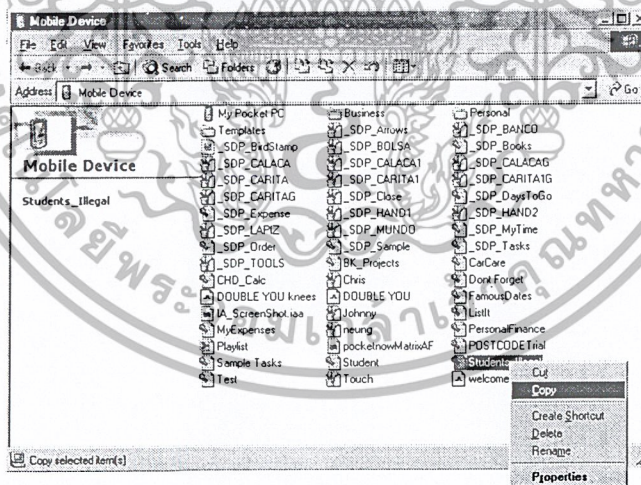 Mobile Device
File Edit View Favorites Tools Help
Back Search Folders
Address Mobile Device Go
Mobile Device
Students_Illegal
My Pocket PC Business Personal
Templates _SDP_Arrows _SDP_BANCO
_SDP_BirdStamp _SDP_BOLSA _SDP_Books
_SDP_CALACA _SDP_CALACA1 _SDP_CALACAG
_SDP_CARITA _SDP_CARITA1 _SDP_CARITA1G
_SDP_CARITAG _SDP_Close _SDP_DaysToGo
_SDP_Expense _SDP_HAND1 _SDP_HAND2
_SDP_LAPIZ _SDP_MUNDO _SDP_MyTime
_SDP_Order _SDP_Sample _SDP_Tasks
_SDP_TOOLS BK_Projects CarCare
CHD_Calc Chris Dont Forget
DOUBLE YOU knees DOUBLE YOU FamousDates
IA_ScreenShot.iaa Johnny ListIt
MyExpenses neung PersonalFinance
Playlist pocketnowMatrixAF POSTCODETrial
Sample Tasks Student Students_Illegal
Test Touch welcome
Cut
Copy
Create Shortcut
Delete
Rename
Properties
Copy selected item(s)